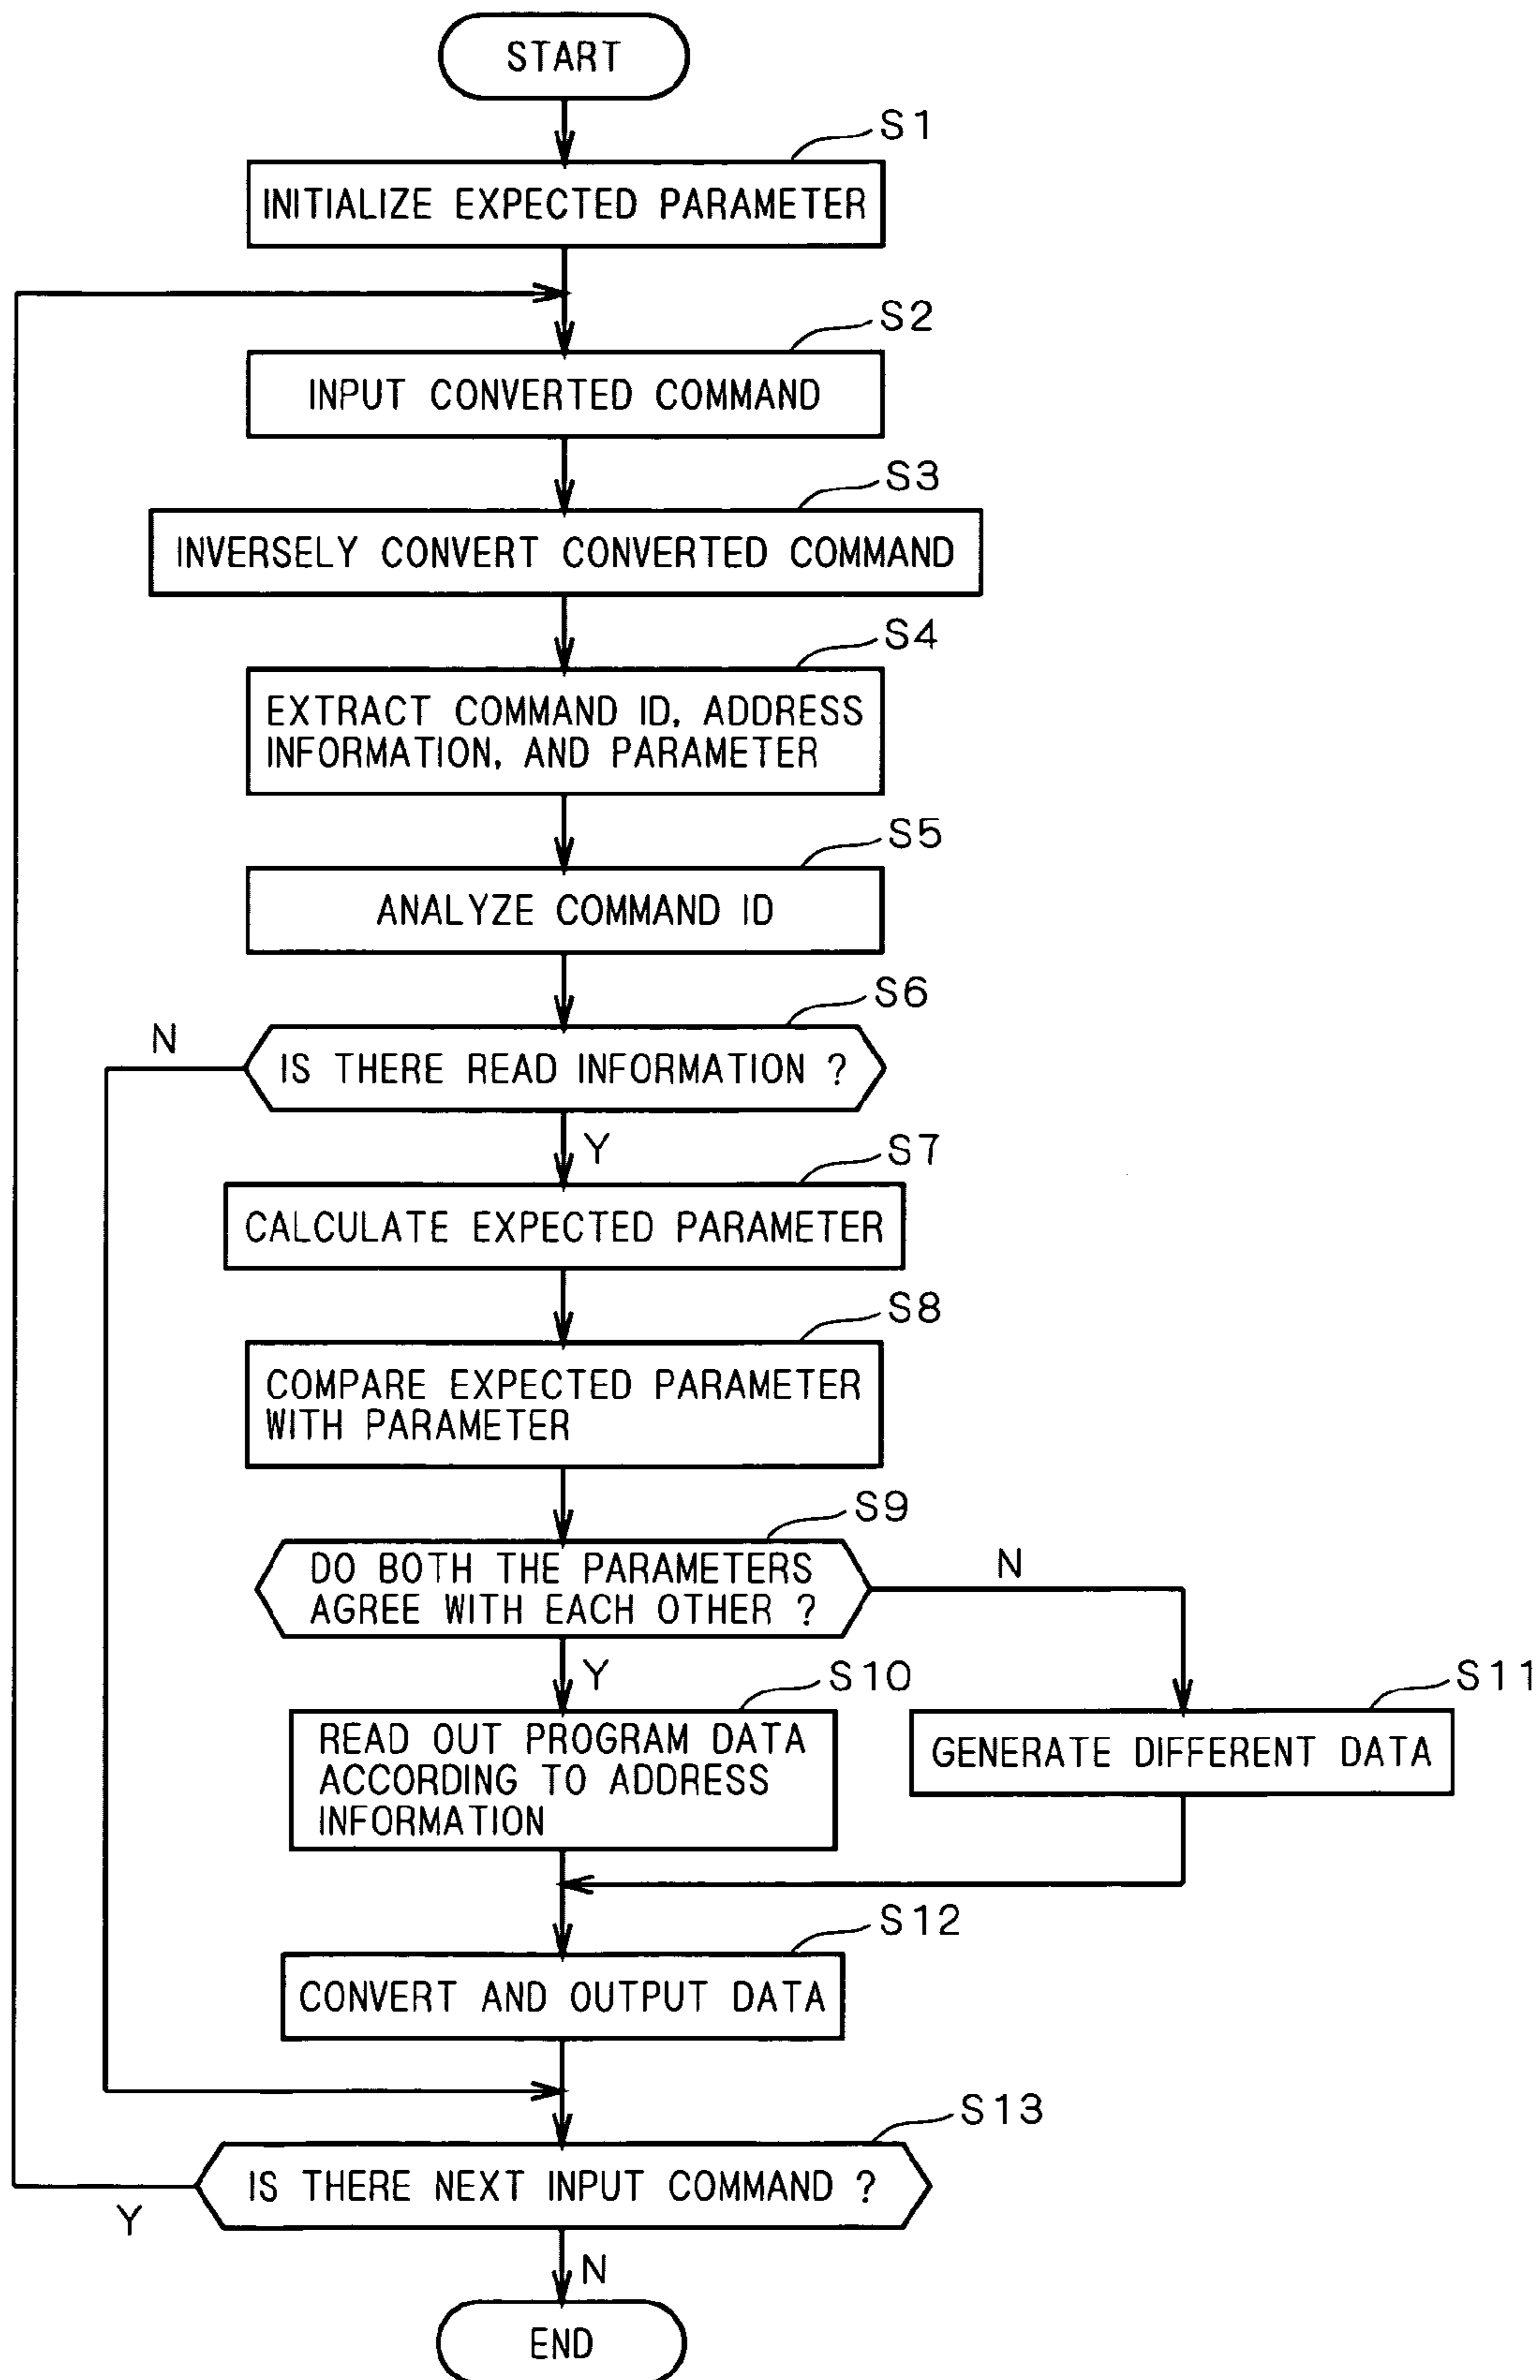 START
S1
INITIALIZE EXPECTED PARAMETER
S2
INPUT CONVERTED COMMAND
S3
INVERSELY CONVERT CONVERTED COMMAND
S4
EXTRACT COMMAND ID, ADDRESS
INFORMATION, AND PARAMETER
S5
ANALYZE COMMAND ID
S6
N
IS THERE READ INFORMATION ?
Y
S7
CALCULATE EXPECTED PARAMETER
S8
COMPARE EXPECTED PARAMETER
WITH PARAMETER
S9
DO BOTH THE PARAMETERS
AGREE WITH EACH OTHER ?
N
Y
S10
READ OUT PROGRAM DATA
ACCORDING TO ADDRESS
INFORMATION
S11
GENERATE DIFFERENT DATA
S12
CONVERT AND OUTPUT DATA
S13
IS THERE NEXT INPUT COMMAND ?
Y
N
END